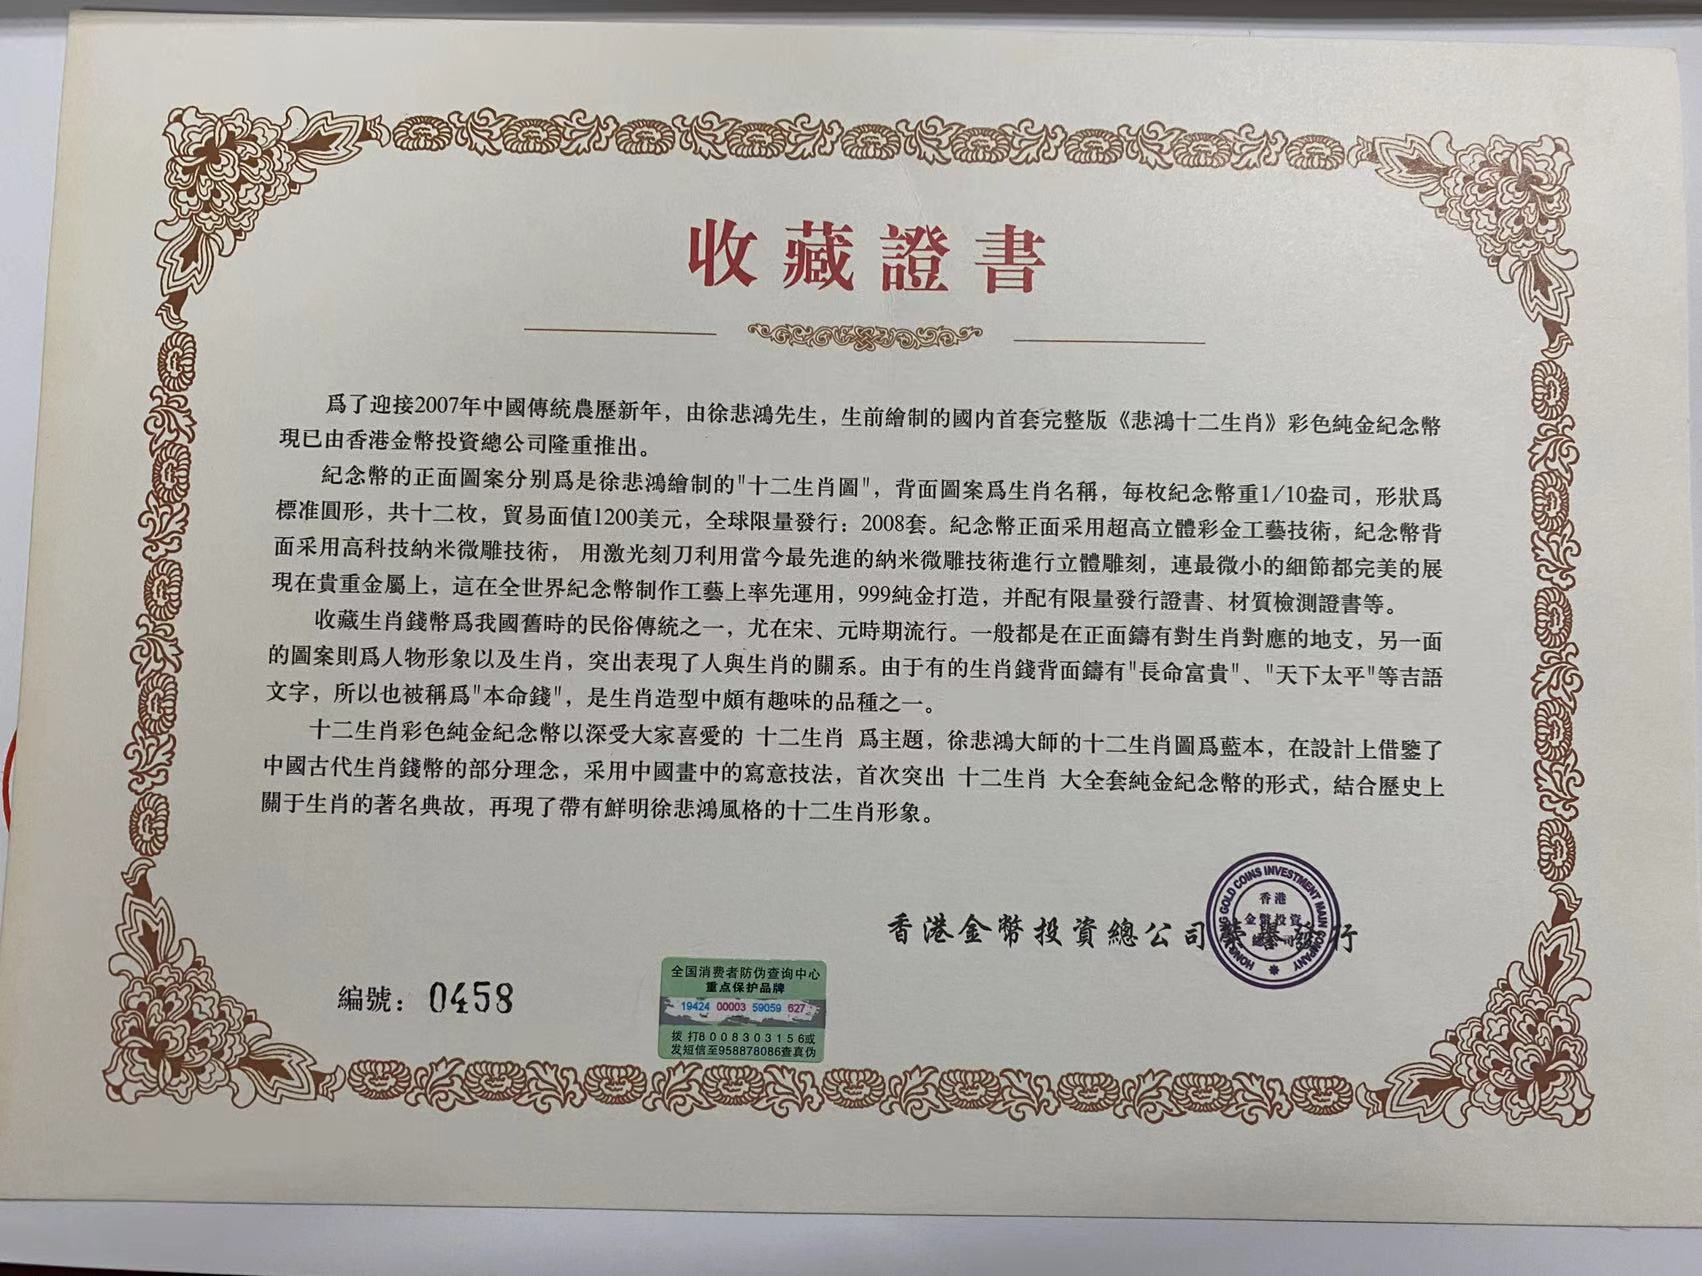 收藏證書
爲了迎接2007年中國傳統農歷新年，由徐悲鴻先生，生前繪制的國内首套完整版《悲鴻十二生肖》彩色純金紀念幣
現已由香港金幣投資總公司隆重推出。
紀念幣的正面圖案分别爲是徐悲鴻繪制的"十二生肖圖"，背面圖案爲生肖名稱，每枚紀念幣重1/10盎司，形狀爲
標准圓形，共十二枚，貿易面值1200美元，全球限量發行：2008套。紀念幣正面采用超高立體彩金工藝技術，紀念幣背
面采用高科技納米微雕技術， 用激光刻刀利用當今最先進的納米微雕技術進行立體雕刻，連最微小的細節都完美的展
現在貴重金屬上，這在全世界紀念幣制作工藝上率先運用，999純金打造，并配有限量發行證書、材質檢測證書等。
收藏生肖錢幣爲我國舊時的民俗傳統之一，尤在宋、元時期流行。一般都是在正面鑄有對生肖對應的地支，另一面
的圖案則爲人物形象以及生肖，突出表現了人與生肖的關系。由于有的生肖錢背面鑄有"長命富貴"、"天下太平"等吉語
文字，所以也被稱爲"本命錢"，是生肖造型中頗有趣味的品種之一。
十二生肖彩色純金紀念幣以深受大家喜愛的 十二生肖 爲主題，徐悲鴻大師的十二生肖圖爲藍本，在設計上借鑒了
中國古代生肖錢幣的部分理念，采用中國畫中的寫意技法，首次突出 十二生肖 大全套純金紀念幣的形式，結合歷史上
關于生肖的著名典故，再現了帶有鮮明徐悲鴻風格的十二生肖形象。
香港金幣投資總公司榮譽發行
HONG KONG GOLD COINS INVESTMENT MAIN COMPANY
香港
金幣投資
總公司
編號：0458
全国消费者防伪查询中心
重点保护品牌
19424 00003 59059 627
拨打8008303156或
发短信至958878086查真伪